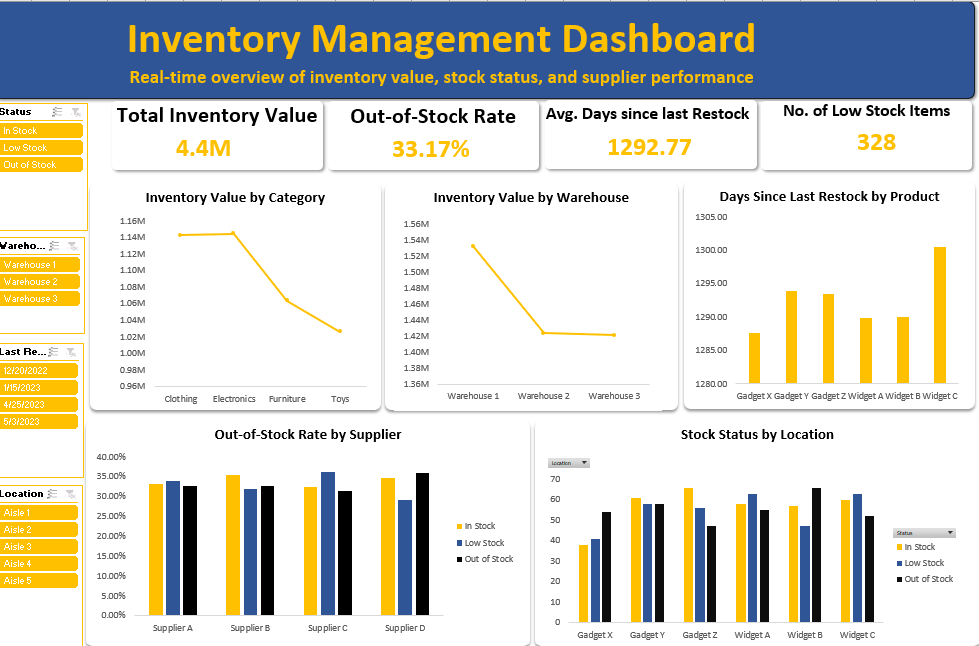 Inventory Management Dashboard
Real-time overview of inventory value, stock status, and supplier performance
Status
In Stock
Low Stock
Out of Stock
Wareho...
Warehouse 1
Warehouse 2
Warehouse 3
Last Re...
12/20/2022
1/15/2023
4/25/2023
5/3/2023
Location
Aisle 1
Aisle 2
Aisle 3
Aisle 4
Aisle 5
Total Inventory Value
4.4M
Out-of-Stock Rate
33.17%
Avg. Days since last Restock
1292.77
No. of Low Stock Items
328
Inventory Value by Category
1.16M
1.14M
1.12M
1.10M
1.08M
1.06M
1.04M
1.02M
1.00M
0.98M
0.96M
Clothing Electronics Furniture Toys
Inventory Value by Warehouse
1.56M
1.54M
1.52M
1.50M
1.48M
1.46M
1.44M
1.42M
1.40M
1.38M
1.36M
Warehouse 1 Warehouse 2 Warehouse 3
Days Since Last Restock by Product
1305.00
1300.00
1295.00
1290.00
1285.00
1280.00
Gadget X Gadget Y Gadget Z Widget A Widget B Widget C
Out-of-Stock Rate by Supplier
40.00%
35.00%
30.00%
25.00%
20.00%
15.00%
10.00%
5.00%
0.00%
Supplier A Supplier B Supplier C Supplier D
In Stock
Low Stock
Out of Stock
Stock Status by Location
Location
70
60
50
40
30
20
10
0
Gadget X Gadget Y Gadget Z Widget A Widget B Widget C
Status
In Stock
Low Stock
Out of Stock